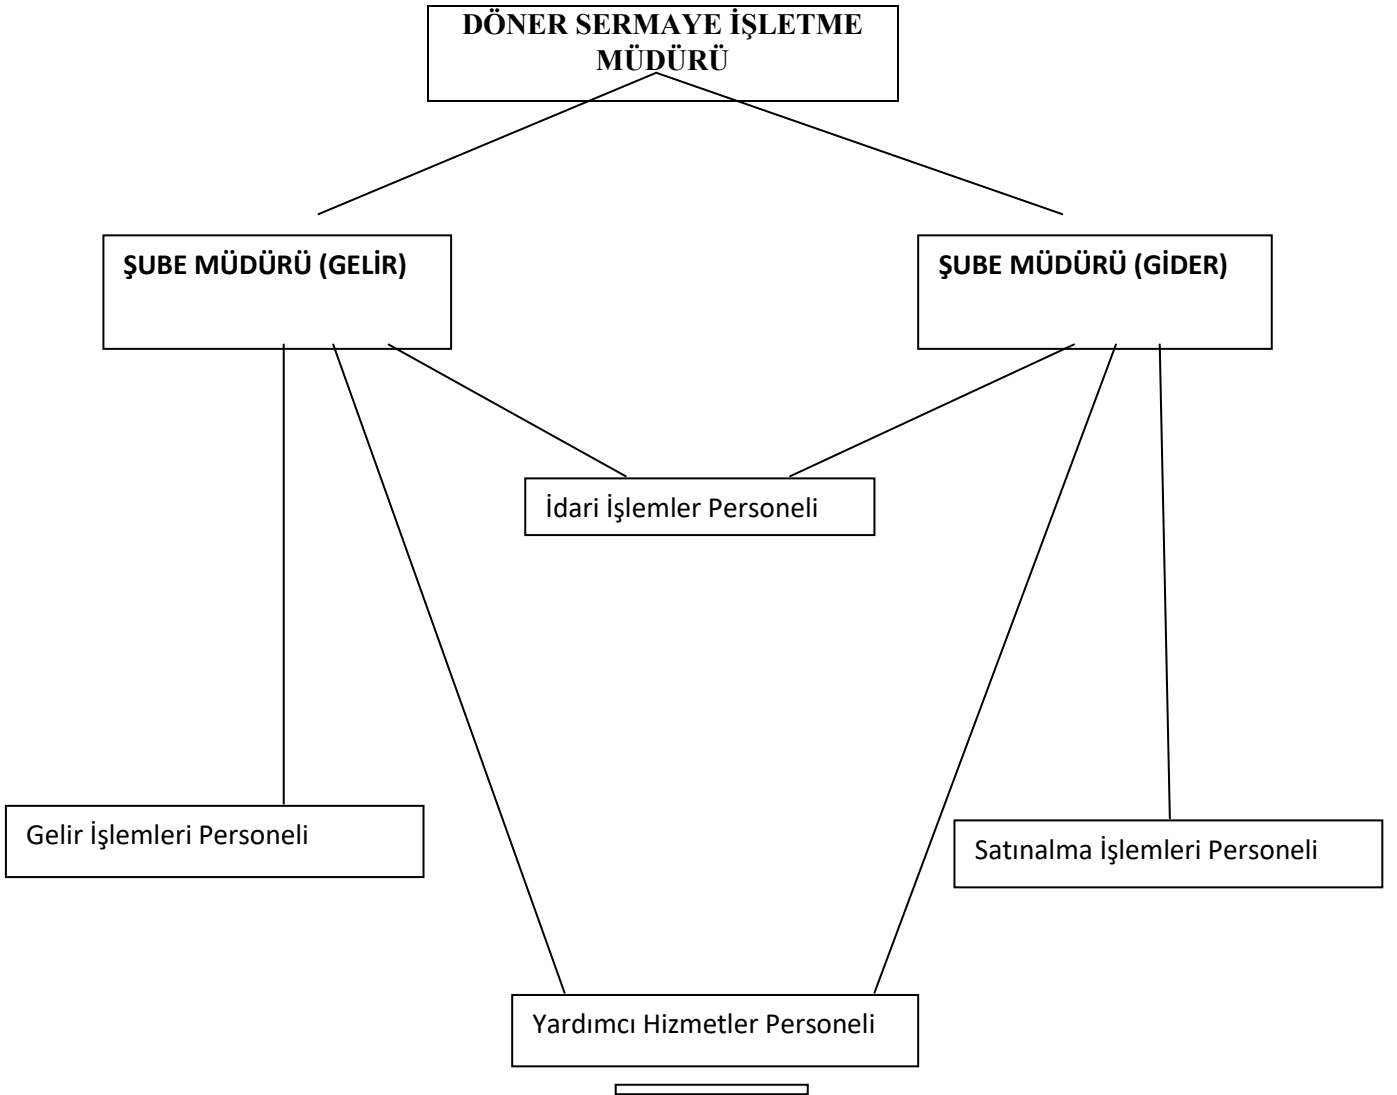 DÖNER SERMAYE İŞLETME
MÜDÜRÜ
ŞUBE MÜDÜRÜ (GELİR)
ŞUBE MÜDÜRÜ (GİDER)
İdari İşlemler Personeli
Gelir İşlemleri Personeli
Satınalma İşlemleri Personeli
Yardımcı Hizmetler Personeli